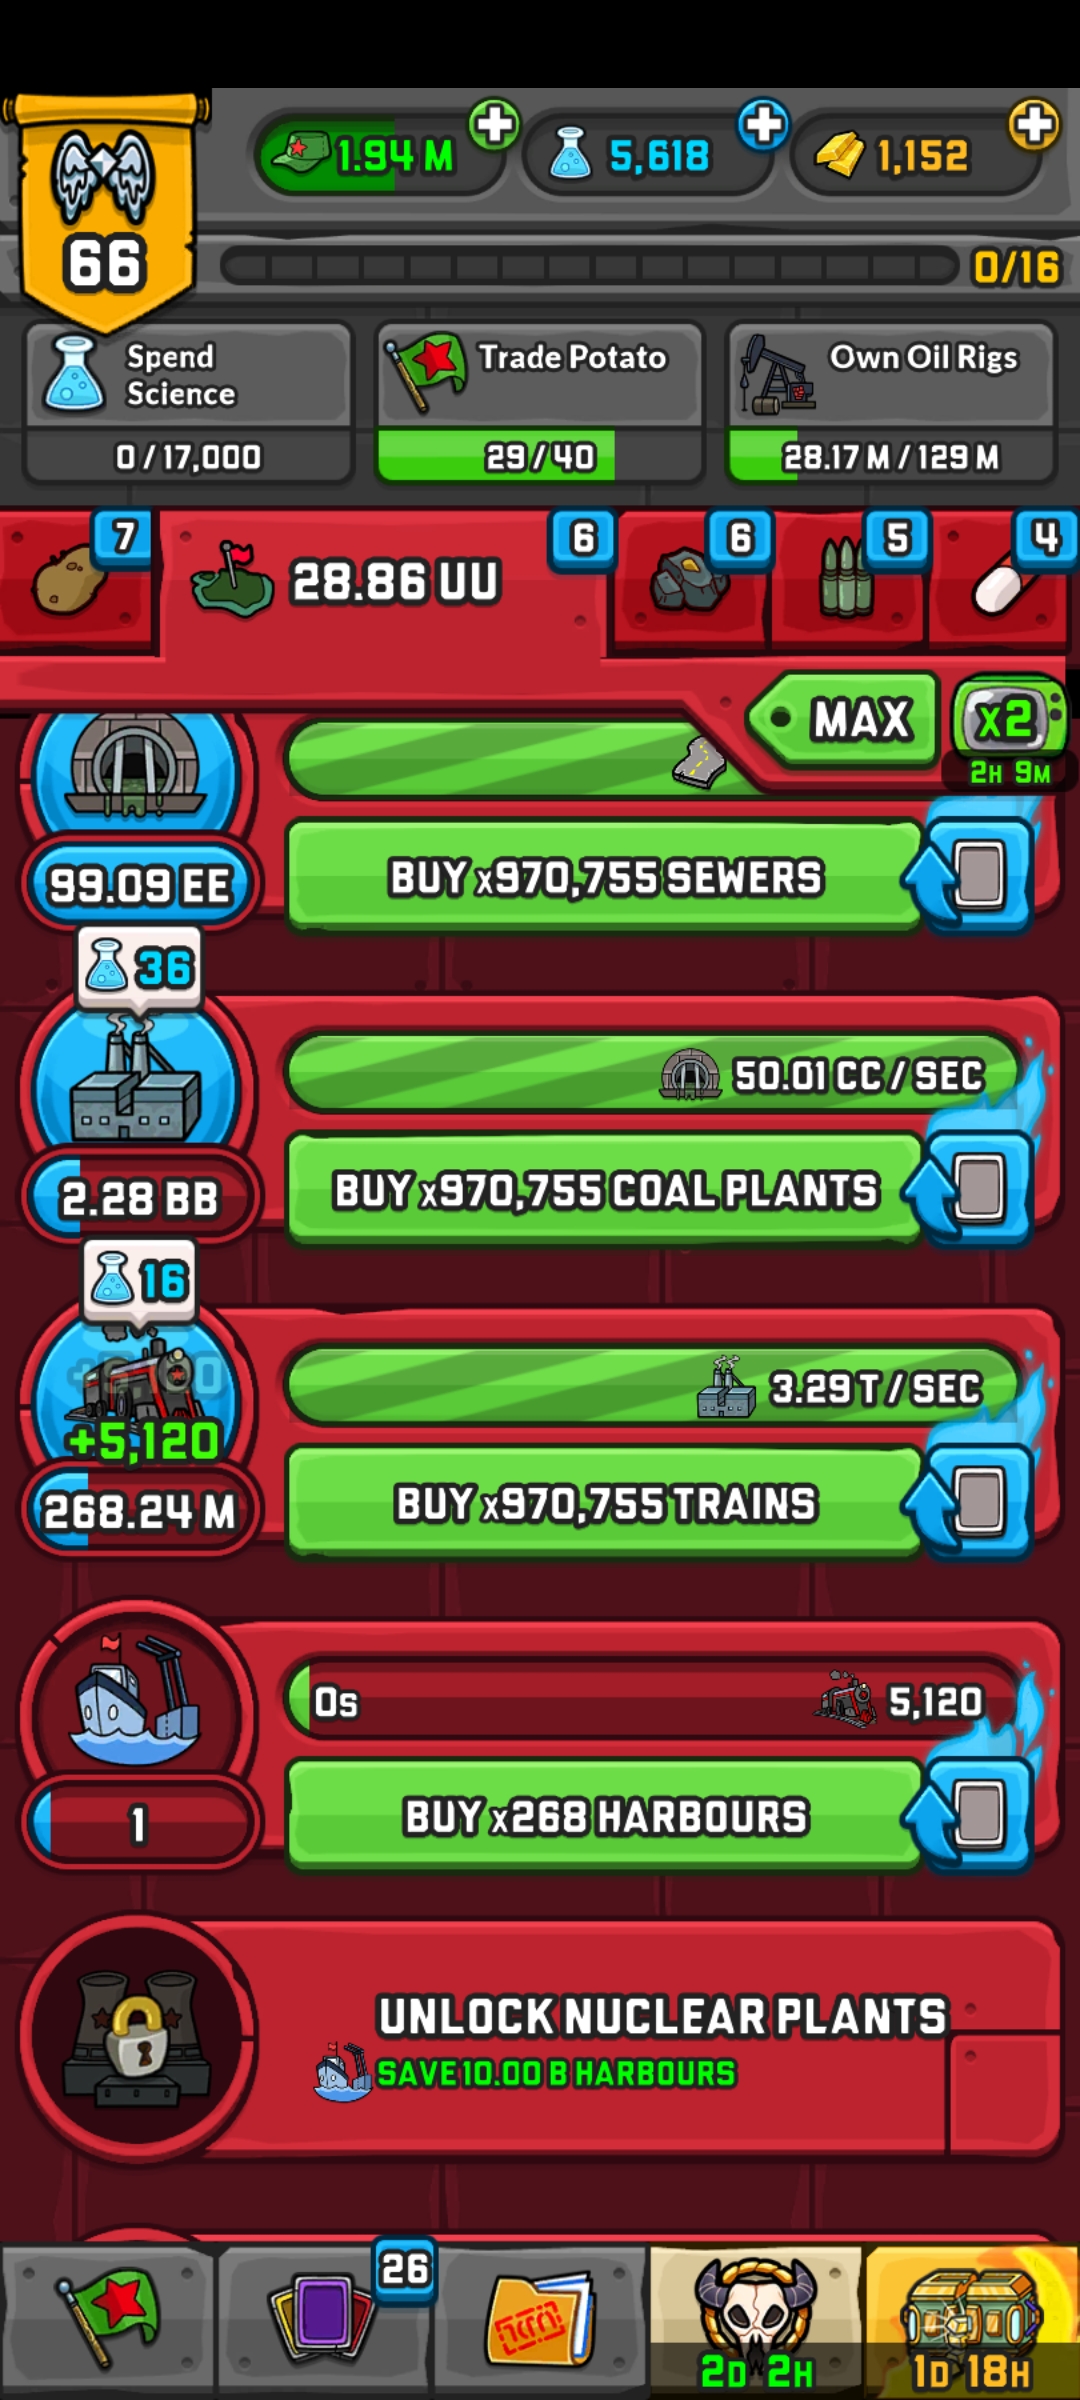 1.94 M
5,618
1,152
66
0/16
Spend
Science
0 / 17,000
Trade Potato
29 / 40
Own Oil Rigs
28.17 M / 129 M
7
28.86 UU
6
6
5
4
MAX
x2
2H 9M
99.09 EE
BUY x970,755 SEWERS
36
50.01 CC / SEC
2.28 BB
BUY x970,755 COAL PLANTS
16
3.29 T / SEC
+5,120
268.24 M
BUY x970,755 TRAINS
0s
5,120
1
BUY x268 HARBOURS
UNLOCK NUCLEAR PLANTS
SAVE 10.00 B HARBOURS
26
2D 2H
1D 18H